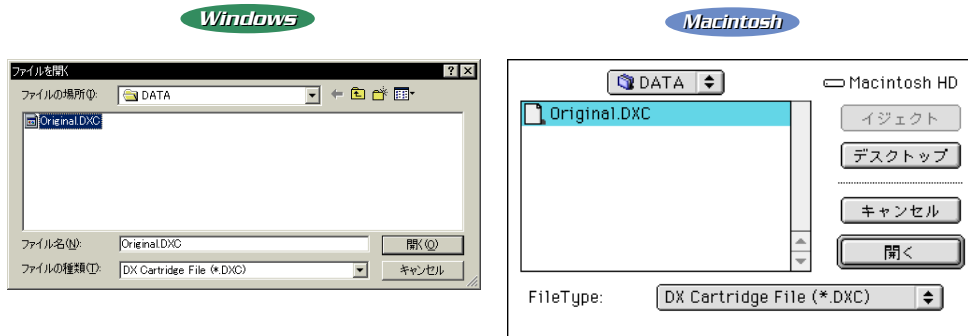 Windows
ファイルを開く
ファイルの場所(I):
DATA
Original.DXC
ファイル名(N):
Original.DXC
開く(O)
ファイルの種類(T):
DX Cartridge File (*.DXC)
キャンセル
Macintosh
DATA
Macintosh HD
Original.DXC
イジェクト
デスクトップ
キャンセル
開く
FileType:
DX Cartridge File (*.DXC)